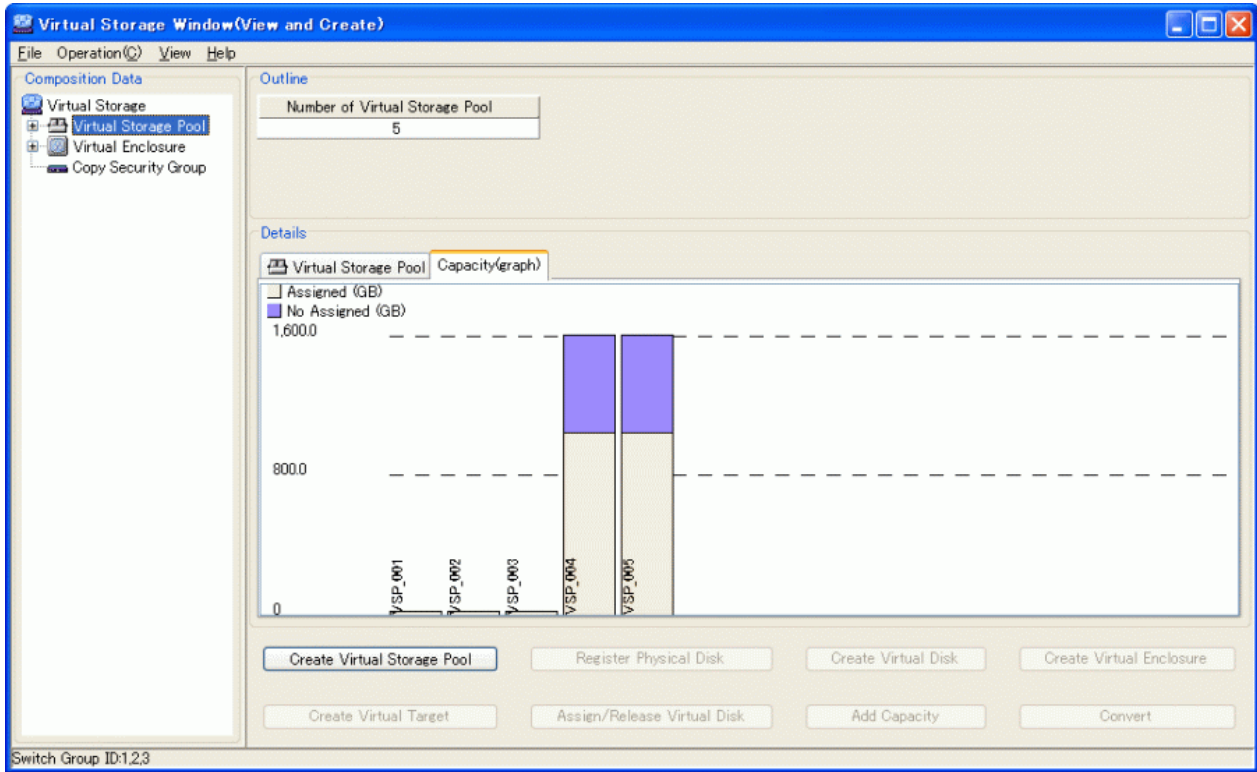 Virtual Storage Window(View and Create)
File Operation(C) View Help
Composition Data
Virtual Storage
Virtual Storage Pool
Virtual Enclosure
Copy Security Group
Outline
Number of Virtual Storage Pool
5
Details
Virtual Storage Pool Capacity(graph)
Assigned (GB)
No Assigned (GB)
1,600.0
800.0
0
VSP_001
VSP_002
VSP_003
VSP_004
VSP_005
Create Virtual Storage Pool Register Physical Disk Create Virtual Disk Create Virtual Enclosure
Create Virtual Target Assign/Release Virtual Disk Add Capacity Convert
Switch Group ID:1,2,3